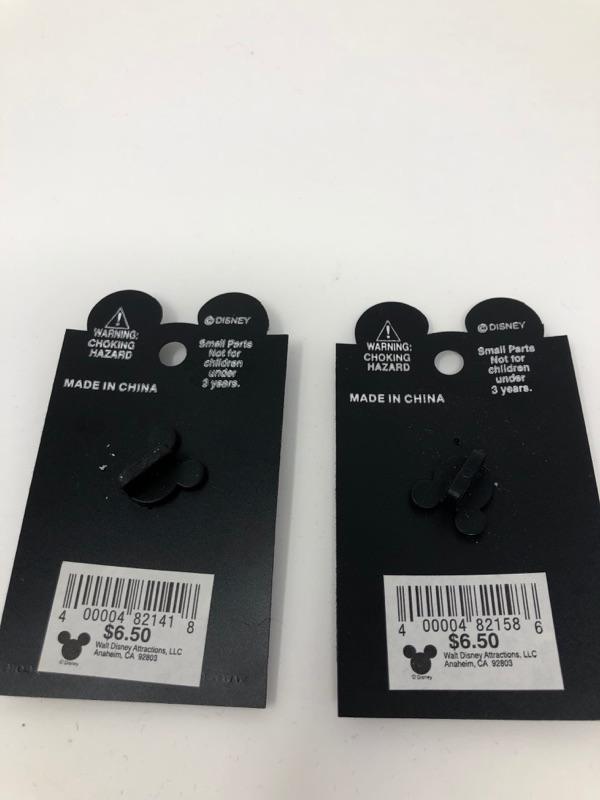 WARNING:
CHOKING
HAZARD
© DISNEY
Small Parts
Not for
children
under
3 years.
MADE IN CHINA
4 00004 82141 8
$6.50
Walt Disney Attractions, LLC
Anaheim, CA 92803
© Disney
WARNING:
CHOKING
HAZARD
© DISNEY
Small Parts
Not for
children
under
3 years.
MADE IN CHINA
4 00004 82158 6
$6.50
Walt Disney Attractions, LLC
Anaheim, CA 92803
© Disney